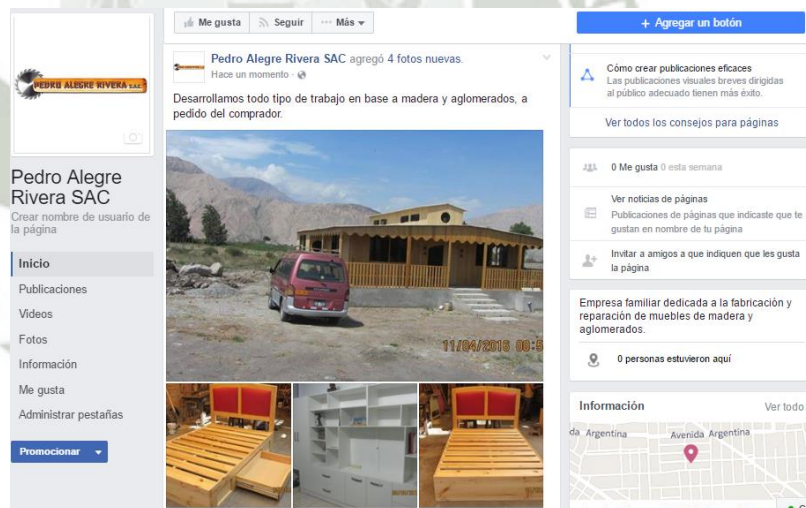 PEDRO ALEGRE RIVERA SAC
Pedro Alegre
Rivera SAC
Crear nombre de usuario de
la página
Inicio
Publicaciones
Videos
Fotos
Información
Me gusta
Administrar pestañas
Promocionar
Me gusta
Seguir
Más
Pedro Alegre Rivera SAC agregó 4 fotos nuevas.
Hace un momento
Desarrollamos todo tipo de trabajo en base a madera y aglomerados, a
pedido del comprador.
+ Agregar un botón
Cómo crear publicaciones eficaces
Las publicaciones visuales breves dirigidas
al público adecuado tienen más éxito.
Ver todos los consejos para páginas
0 Me gusta 0 esta semana
Ver noticias de páginas
Publicaciones de páginas que indicaste que te
gustan en nombre de tu página
Invitar a amigos a que indiquen que les gusta
la página
Empresa familiar dedicada a la fabricación y
reparación de muebles de madera y
aglomerados.
0 personas estuvieron aquí
Información
Ver todo
da Argentina
Avenida Argentina